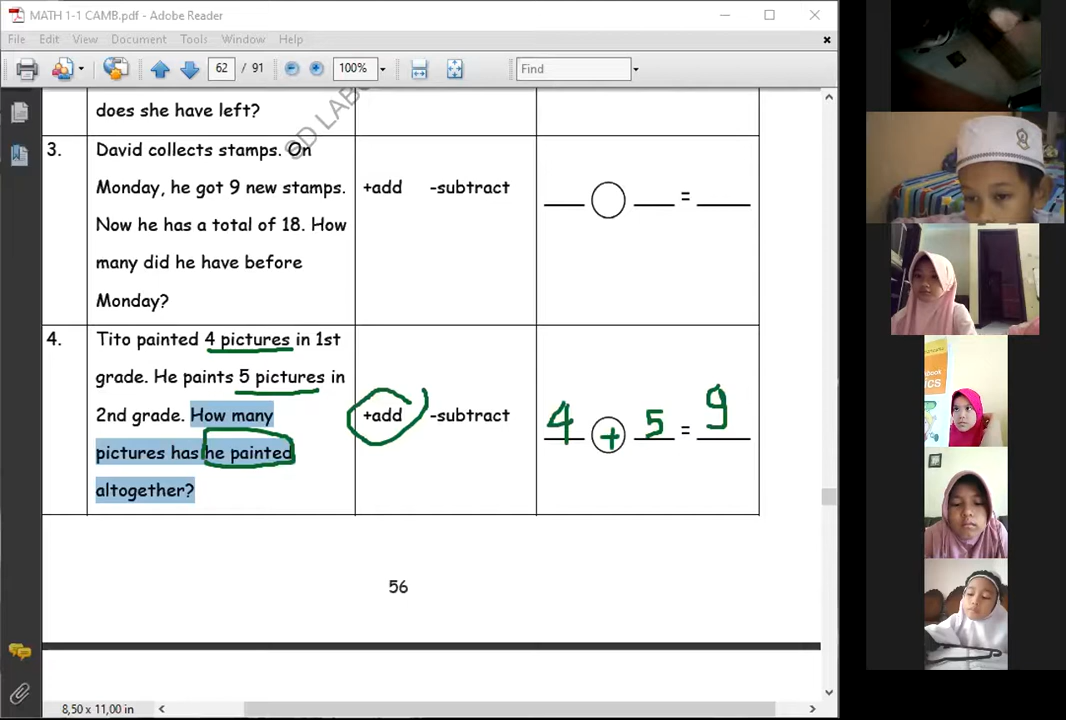 MATH 1-1 CAMB.pdf - Adobe Reader
File Edit View Document Tools Window Help
62 / 91 100% Find
does she have left?
3. David collects stamps. On
Monday, he got 9 new stamps. +add -subtract ___ ___ = ___
Now he has a total of 18. How
many did he have before
Monday?
4. Tito painted 4 pictures in 1st
grade. He paints 5 pictures in
2nd grade. How many +add -subtract 4 + 5 = 9
pictures has he painted
altogether?
56
8,50 x 11,00 in